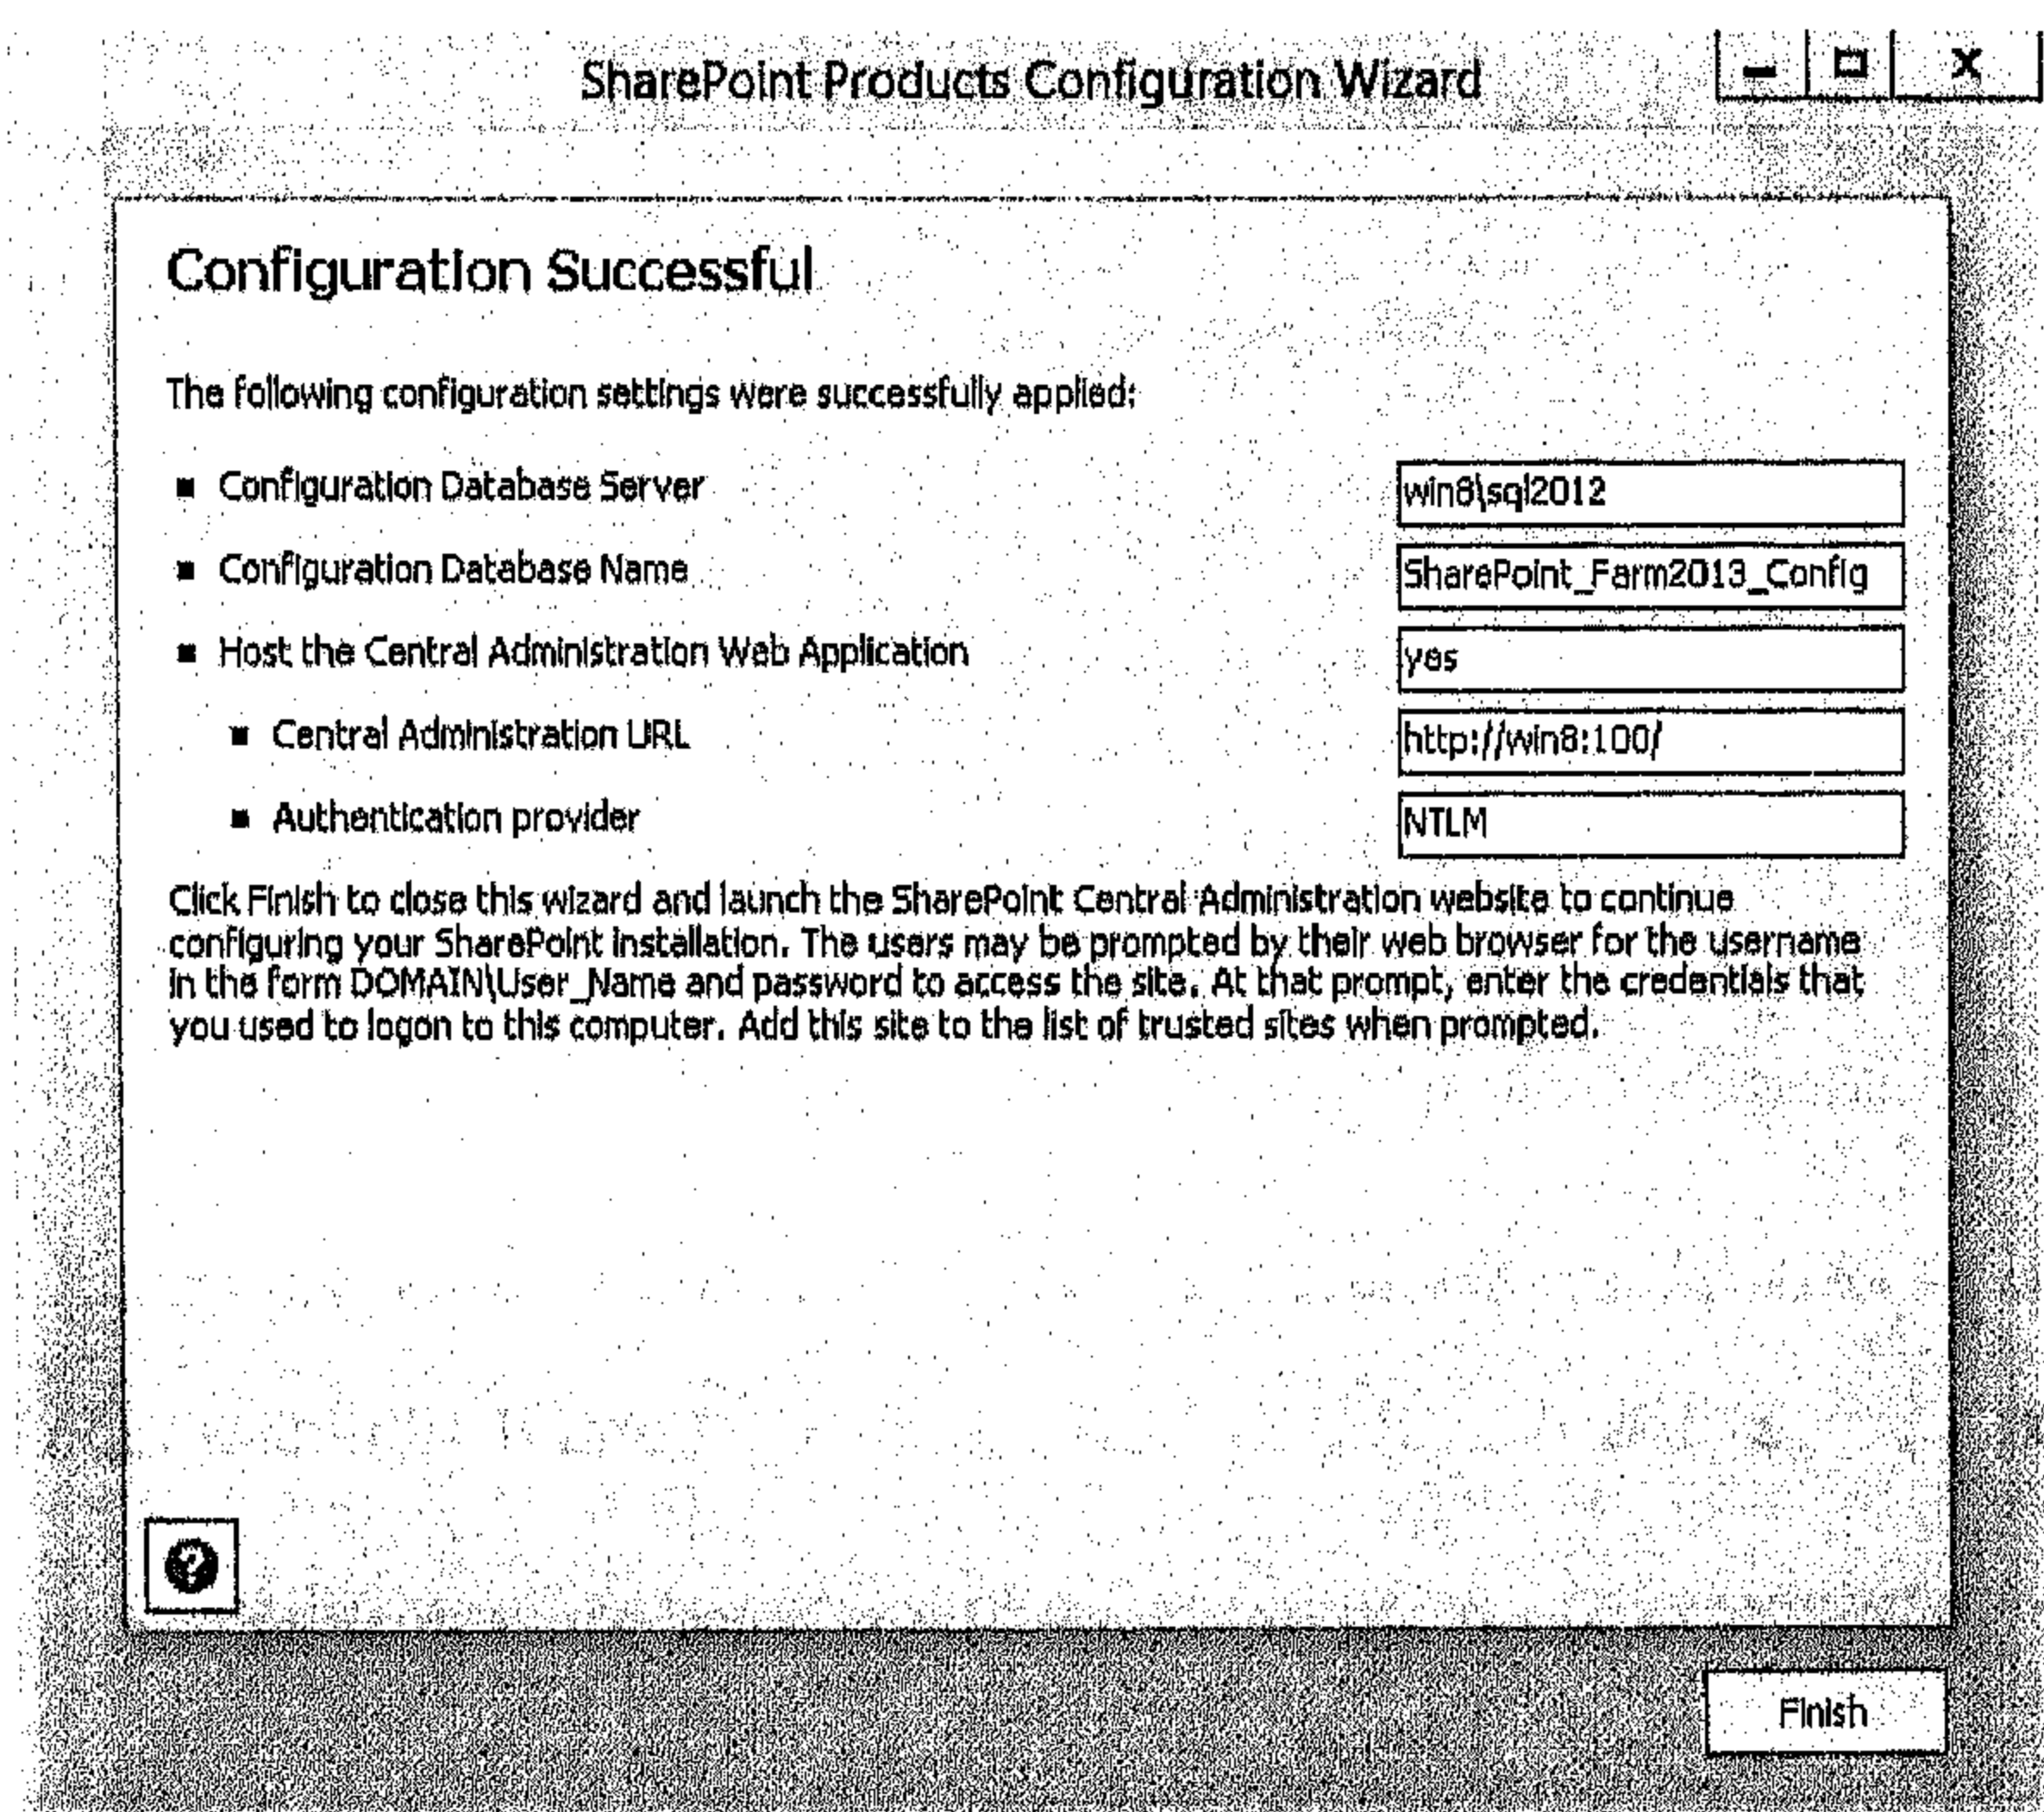 SharePoint Products Configuration Wizard
Configuration Successful
The following configuration settings were successfully applied:
Configuration Database Server
win8\sql2012
Configuration Database Name
SharePoint_Farm2013_Config
Host the Central Administration Web Application
yes
Central Administration URL
http://win8:100/
Authentication provider
NTLM
Click Finish to close this wizard and launch the SharePoint Central Administration website to continue
configuring your SharePoint installation. The users may be prompted by their web browser for the username
in the form DOMAIN\User_Name and password to access the site. At that prompt, enter the credentials that
you used to logon to this computer. Add this site to the list of trusted sites when prompted.
?
Finish